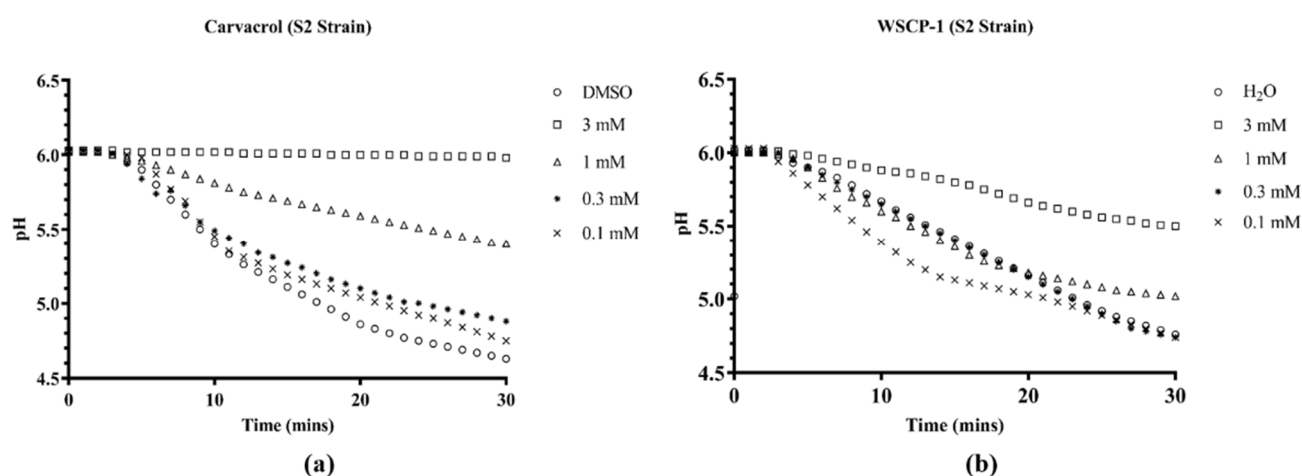 Carvacrol (S2 Strain)
6.5
6.0
5.5
5.0
4.5
pH
0
10
20
30
Time (mins)
DMSO
3 mM
1 mM
0.3 mM
0.1 mM
(a)
WSCP-1 (S2 Strain)
6.5
6.0
5.5
5.0
4.5
pH
0
10
20
30
Time (mins)
H₂O
3 mM
1 mM
0.3 mM
0.1 mM
(b)